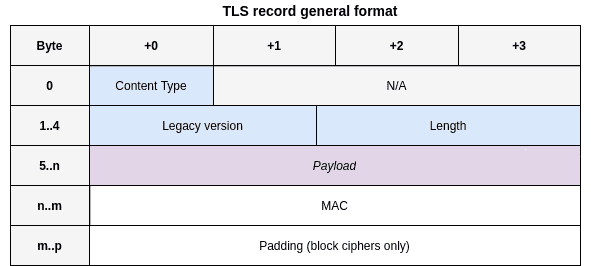 TLS record general format
Byte +0 +1 +2 +3
0 Content Type N/A
1..4 Legacy version Length
5..n Payload
n..m MAC
m..p Padding (block ciphers only)